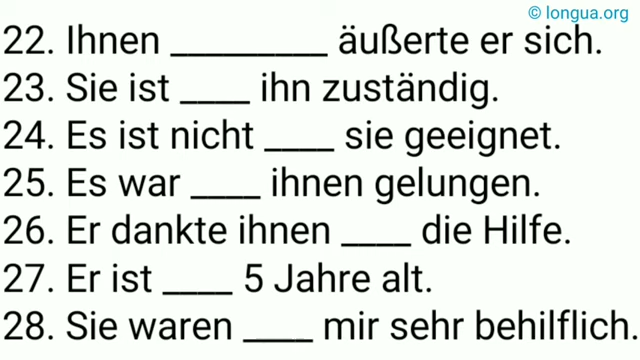 © longua.org
22. Ihnen _________ äußerte er sich.
23. Sie ist ____ ihn zuständig.
24. Es ist nicht ____ sie geeignet.
25. Es war ____ ihnen gelungen.
26. Er dankte ihnen ____ die Hilfe.
27. Er ist ____ 5 Jahre alt.
28. Sie waren ____ mir sehr behilflich.